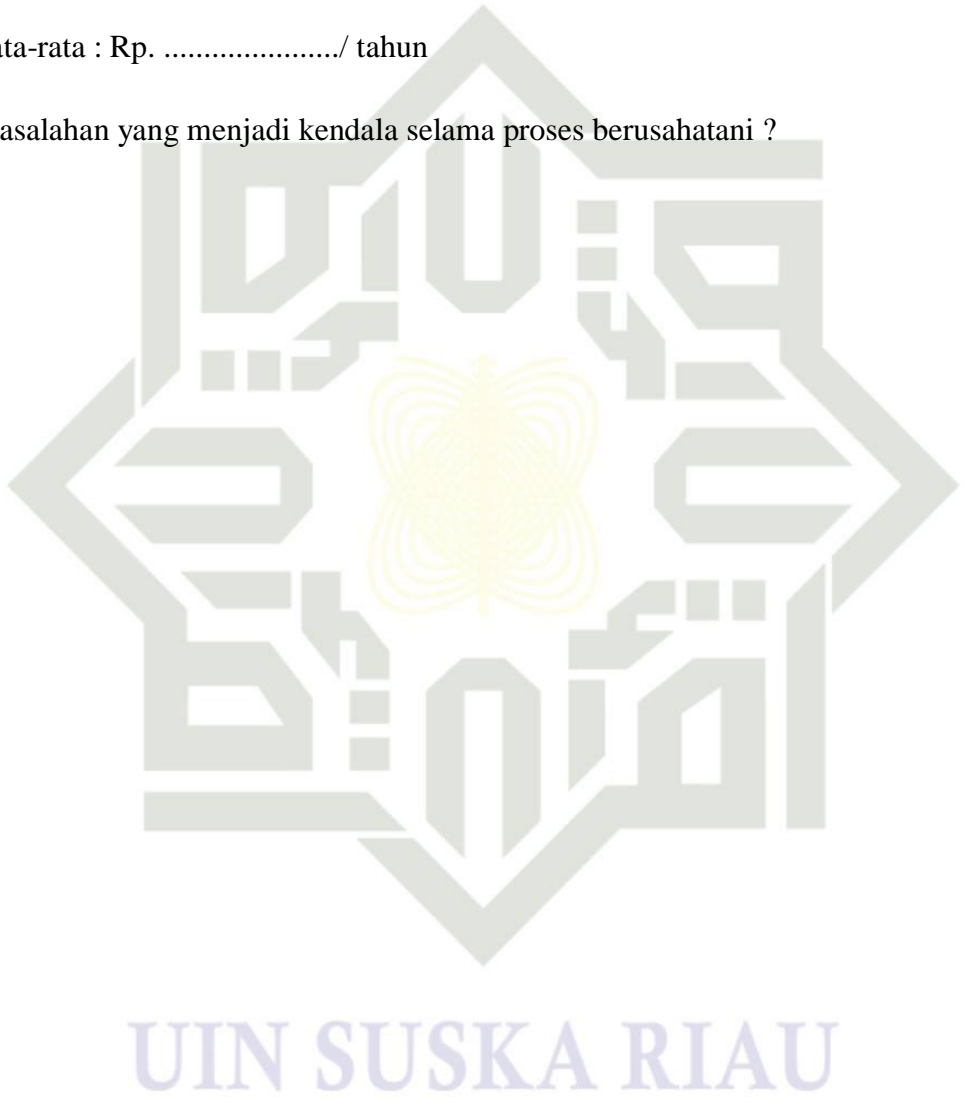 ata-rata : Rp. ...................../ tahun
asalahan yang menjadi kendala selama proses berusahatani ?
UIN SUSKA RIAU